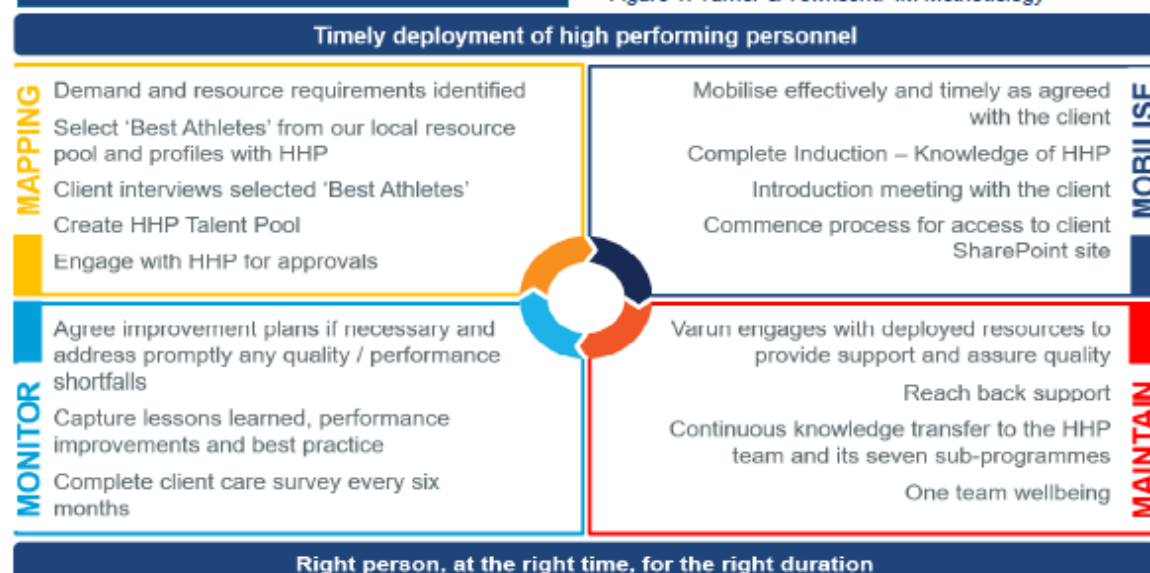 Figure 1: Turner & Townsend 4M Methodology
Timely deployment of high performing personnel
MAPPING
Demand and resource requirements identified
Select ‘Best Athletes’ from our local resource
pool and profiles with HHP
Client interviews selected ‘Best Athletes’
Create HHP Talent Pool
Engage with HHP for approvals
MOBILISE
Mobilise effectively and timely as agreed
with the client
Complete Induction – Knowledge of HHP
Introduction meeting with the client
Commence process for access to client
SharePoint site
MONITOR
Agree improvement plans if necessary and
address promptly any quality / performance
shortfalls
Capture lessons learned, performance
improvements and best practice
Complete client care survey every six
months
MAINTAIN
Varun engages with deployed resources to
provide support and assure quality
Reach back support
Continuous knowledge transfer to the HHP
team and its seven sub-programmes
One team wellbeing
Right person, at the right time, for the right duration